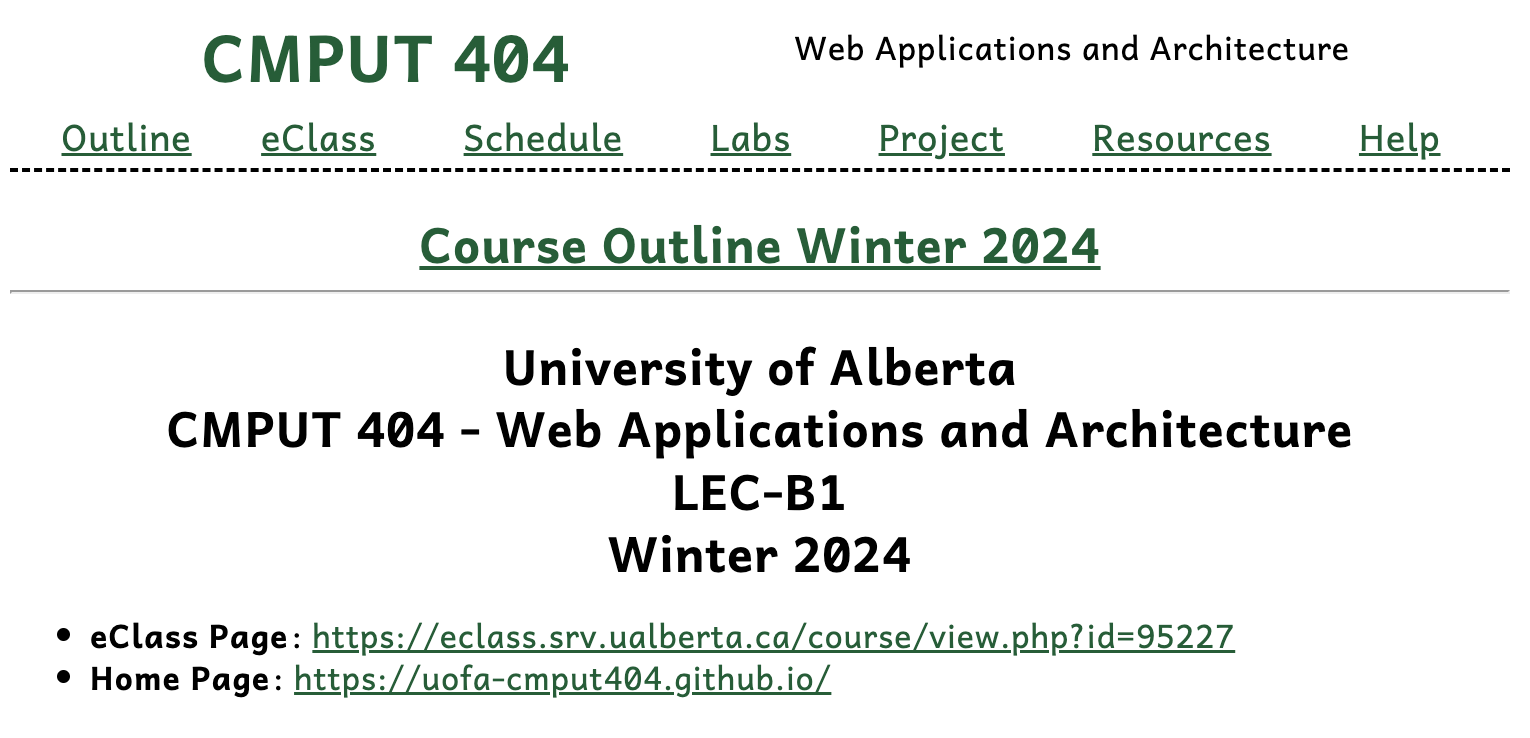 CMPUT 404
Web Applications and Architecture
Outline eClass Schedule Labs Project Resources Help
Course Outline Winter 2024
University of Alberta
CMPUT 404 - Web Applications and Architecture
LEC-B1
Winter 2024
• eClass Page: https://eclass.srv.ualberta.ca/course/view.php?id=95227
• Home Page: https://uofa-cmput404.github.io/